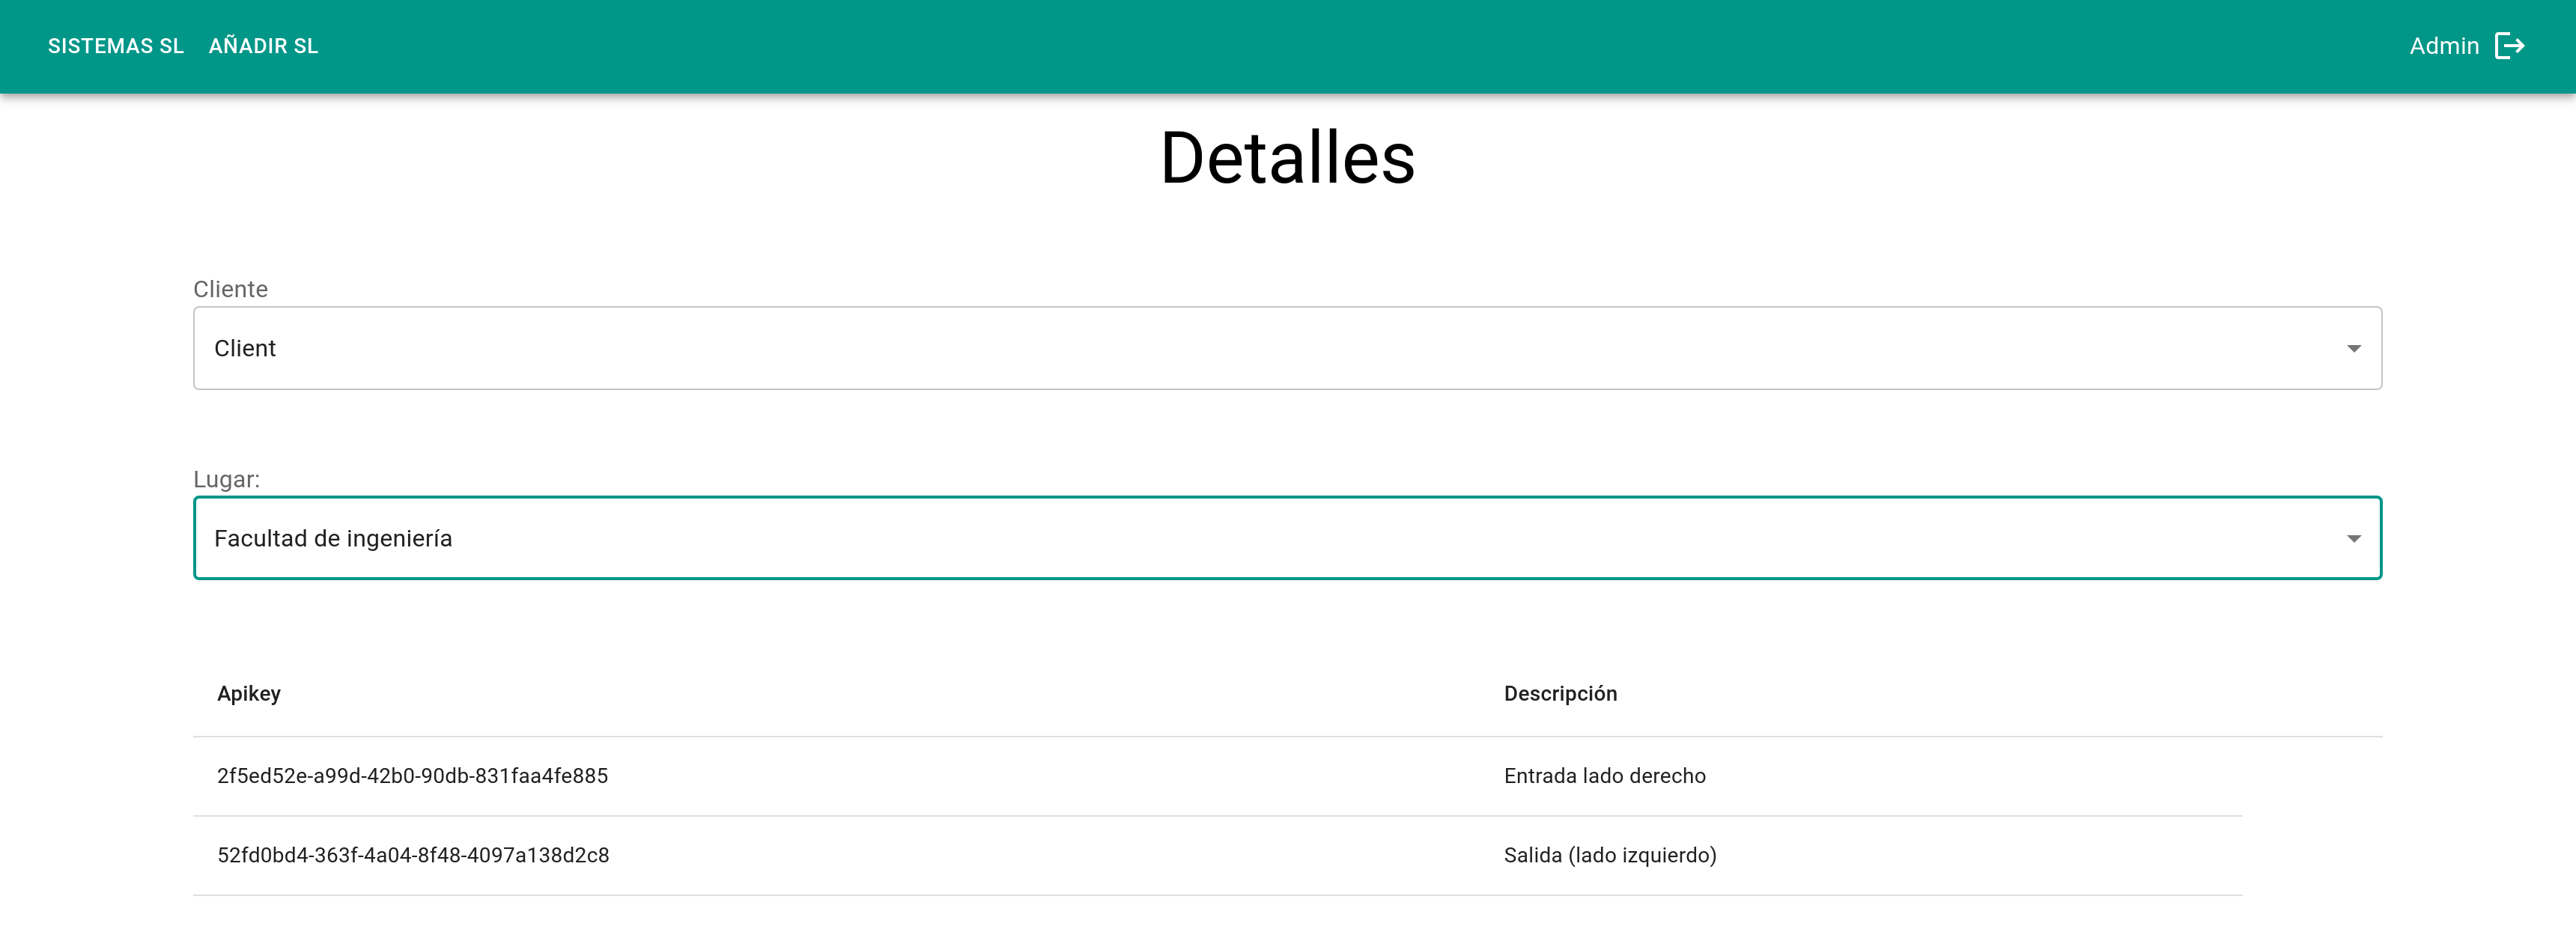 SISTEMAS SL AÑADIR SL Admin
Detalles
Cliente
Client
Lugar:
Facultad de ingeniería
Apikey Descripción
2f5ed52e-a99d-42b0-90db-831faa4fe885 Entrada lado derecho
52fd0bd4-363f-4a04-8f48-4097a138d2c8 Salida (lado izquierdo)